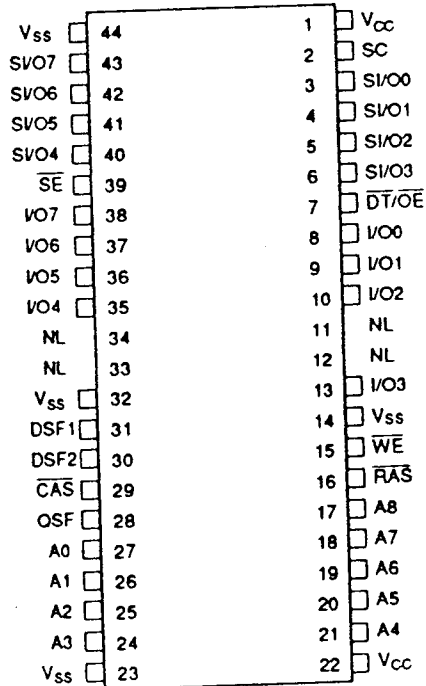 VSS 44 1 VCC
SI/O7 43 2 SC
SI/O6 42 3 SI/O0
SI/O5 41 4 SI/O1
SI/O4 40 5 SI/O2
SE 39 6 SI/O3
I/O7 38 7 DT/OE
I/O6 37 8 I/O0
I/O5 36 9 I/O1
I/O4 35 10 I/O2
NL 34 11 NL
NL 33 12 NL
VSS 32 13 I/O3
DSF1 31 14 VSS
DSF2 30 15 WE
CAS 29 16 RAS
QSF 28 17 A8
A0 27 18 A7
A1 26 19 A6
A2 25 20 A5
A3 24 21 A4
VSS 23 22 VCC